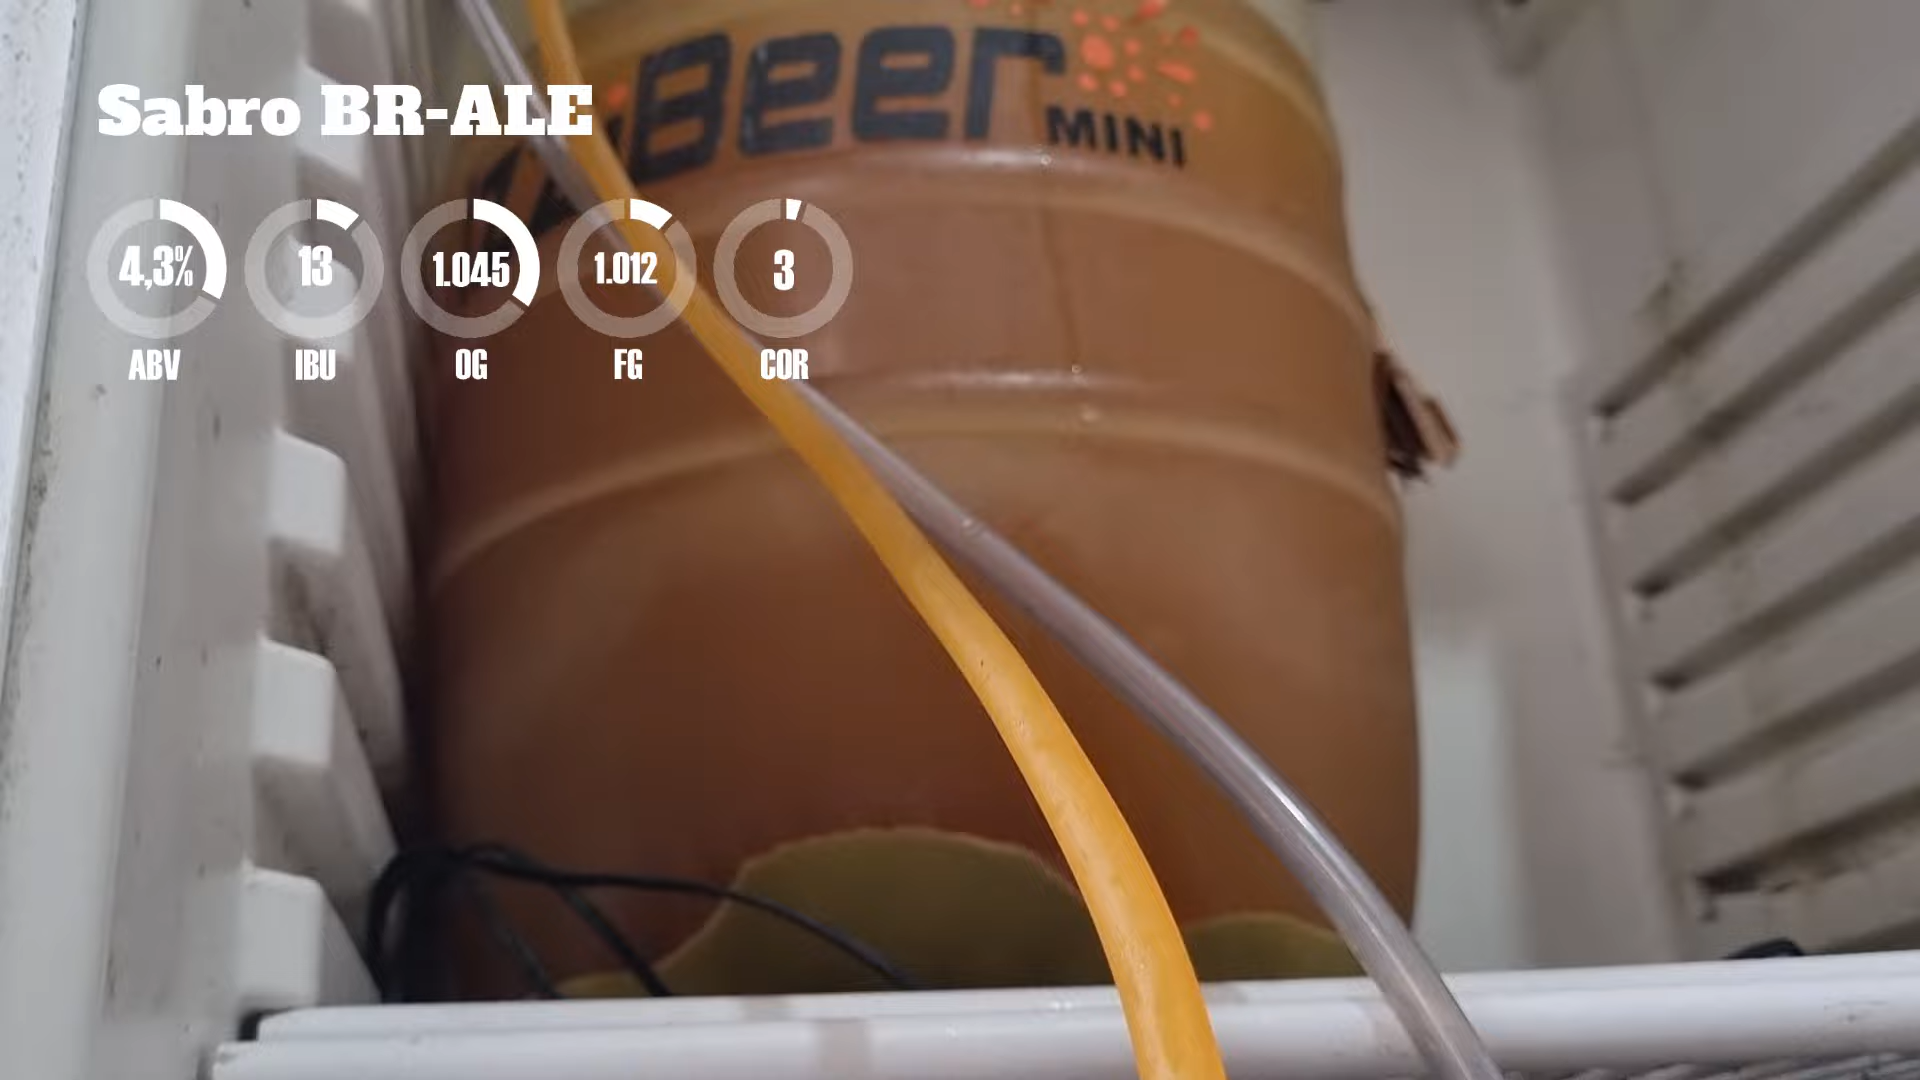 Beer
MINI
Sabro BR-ALE
4,3% 13 1.045 1.012 3
ABV IBU OG FG COR